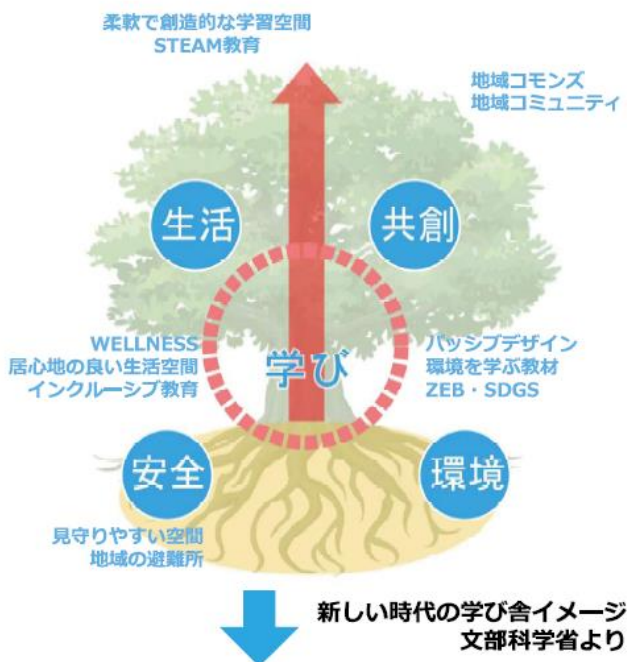 柔軟で創造的な学習空間
STEAM教育
地域コモンズ
地域コミュニティ
生活
共創
WELLNESS
居心地の良い生活空間
インクルーシブ教育
学び
パッシブデザイン
環境を学ぶ教材
ZEB・SDGS
安全
環境
見守りやすい空間
地域の避難所
新しい時代の学び舎イメージ
文部科学省より